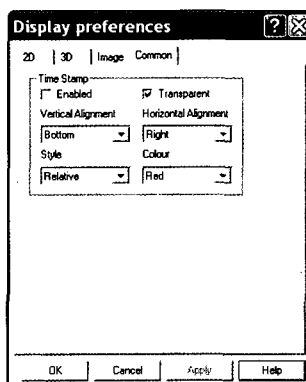 Display preferences
2D 3D Image Common
Time Stamp
Enabled Transparent
Vertical Alignment Horizontal Alignment
Bottom Right
Style Colour
Relative Red
OK Cancel Apply Help